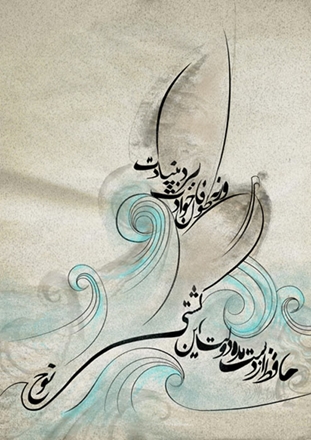 حافظ از دست مده دولت این کشتی نوح
ورنه طوفان حوادث ببرد بنیادت